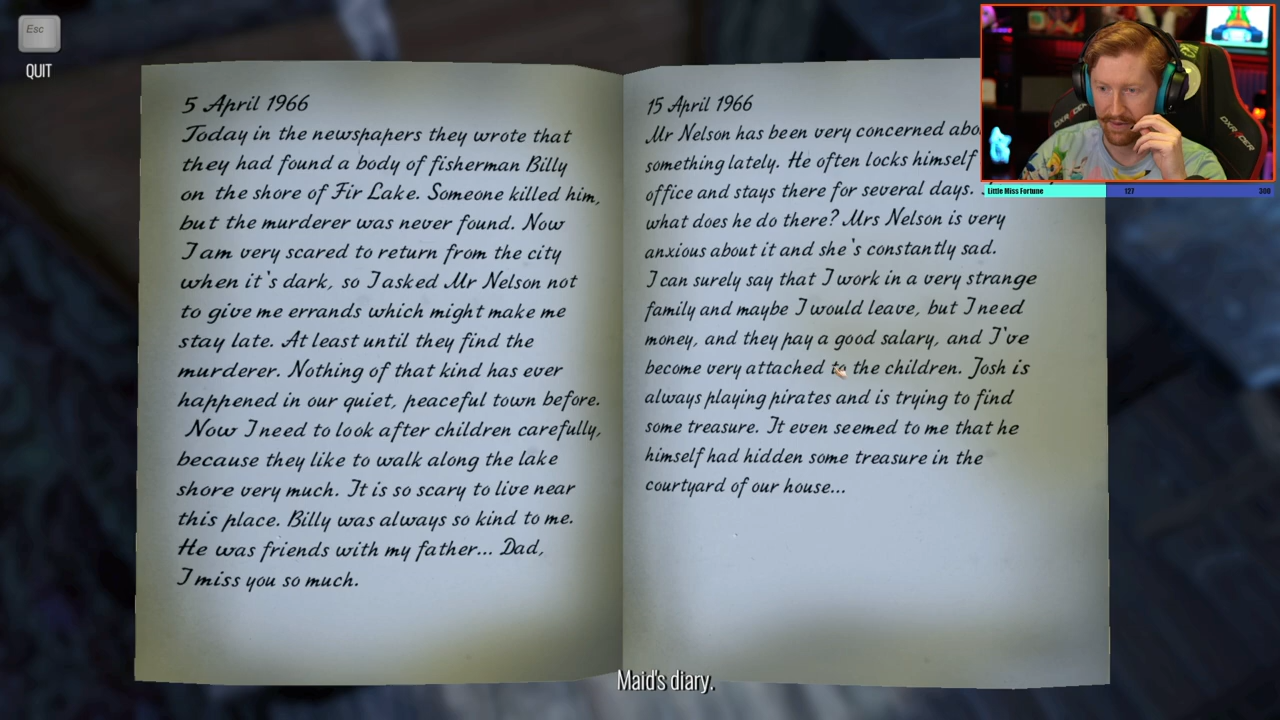 Esc
QUIT
5 April 1966
Today in the newspapers they wrote that
they had found a body of fisherman Billy
on the shore of Fir Lake. Someone killed him,
but the murderer was never found. Now
I am very scared to return from the city
when it's dark, so I asked Mr Nelson not
to give me errands which might make me
stay late. At least until they find the
murderer. Nothing of that kind has ever
happened in our quiet, peaceful town before.
Now I need to look after children carefully,
because they like to walk along the lake
shore very much. It is so scary to live near
this place. Billy was always so kind to me.
He was friends with my father... Dad,
I miss you so much.
15 April 1966
Mr Nelson has been very concerned
something lately. He often locks himself
office and stays there for several days.
what does he do there? Mrs Nelson is very
anxious about it and she's constantly sad.
I can surely say that I work in a very strange
family and maybe I would leave, but I need
money, and they pay a good salary, and I've
become very attached to the children. Josh is
always playing pirates and is trying to find
some treasure. It even seemed to me that he
himself had hidden some treasure in the
courtyard of our house...
Maid's diary.
DXRACER
DXRACER
Little Miss Fortune
127
300